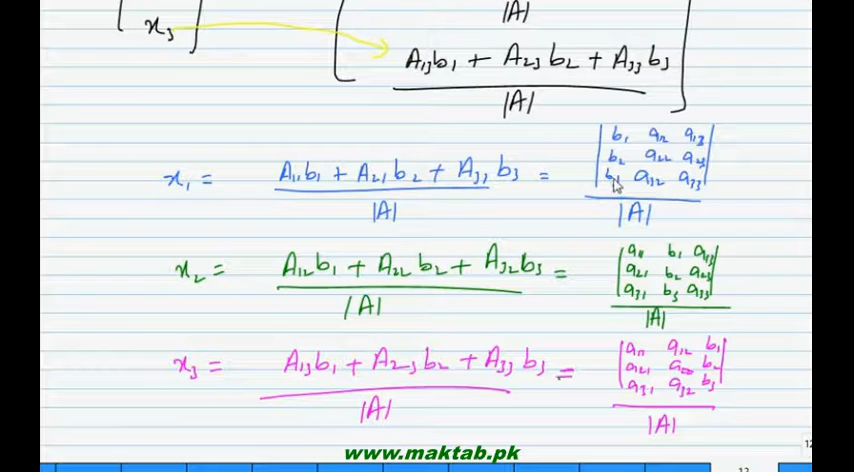 |A|
x₃
A₁₃b₁ + A₂₃b₂ + A₃₃b₃
|A|
x₁ = A₁₁b₁ + A₂₁b₂ + A₃₁b₃ / |A| = | b₁ a₁₂ a₁₃ |
| b₂ a₂₂ a₂₃ |
| b₃ a₃₂ a₃₃ | / |A|
x₂ = A₁₂b₁ + A₂₂b₂ + A₃₂b₃ / |A| = | a₁₁ b₁ a₁₃ |
| a₂₁ b₂ a₂₃ |
| a₃₁ b₃ a₃₃ | / |A|
x₃ = A₁₃b₁ + A₂₃b₂ + A₃₃b₃ / |A| = | a₁₁ a₁₂ b₁ |
| a₂₁ a₂₂ b₂ |
| a₃₁ a₃₂ b₃ | / |A|
www.maktab.pk